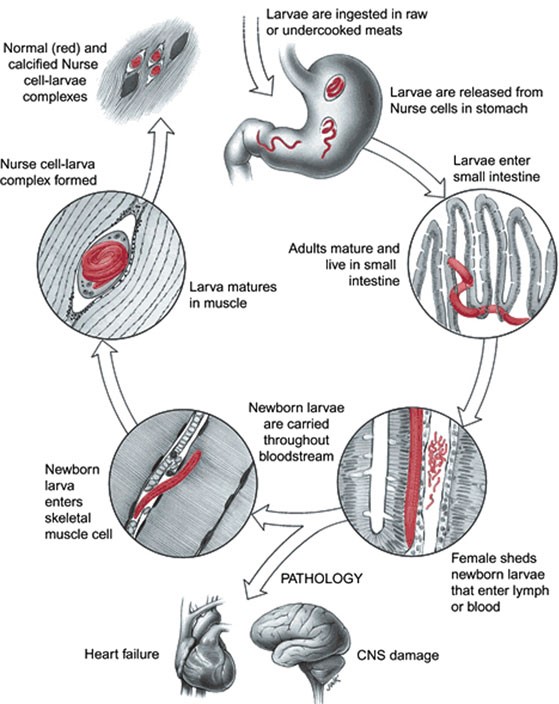 Larvae are ingested in raw
or undercooked meats
Normal (red) and
calcified Nurse
cell-larvae
complexes
Larvae are released from
Nurse cells in stomach
Larvae enter
small intestine
Nurse cell-larva
complex formed
Adults mature and
live in small
intestine
Larva matures
in muscle
Newborn larvae
are carried
throughout
bloodstream
Newborn
larva
enters
skeletal
muscle cell
Female sheds
newborn larvae
that enter lymph
or blood
PATHOLOGY
Heart failure
CNS damage